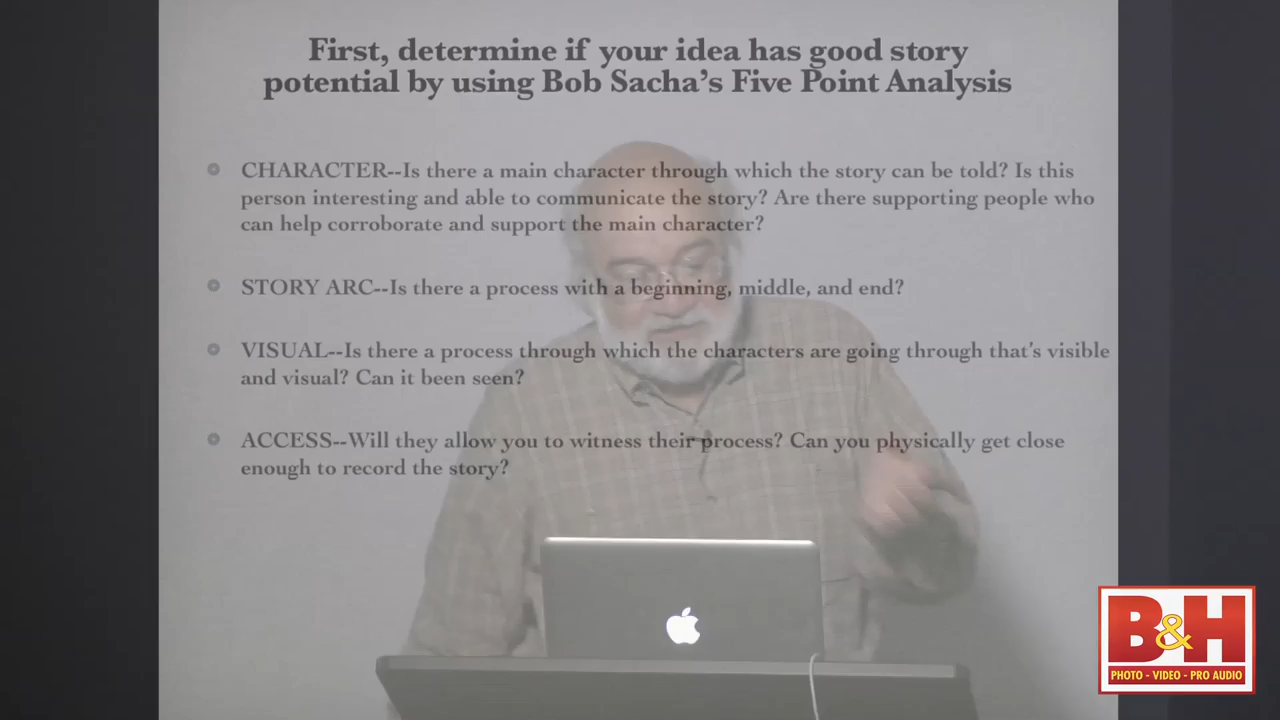 First, determine if your idea has good story
potential by using Bob Sacha's Five Point Analysis
CHARACTER--Is there a main character through which the story can be told? Is this
person interesting and able to communicate the story? Are there supporting people who
can help corroborate and support the main character?
STORY ARC--Is there a process with a beginning, middle, and end?
VISUAL--Is there a process through which the characters are going through that's visible
and visual? Can it been seen?
ACCESS--Will they allow you to witness their process? Can you physically get close
enough to record the story?
B&H
PHOTO - VIDEO - PRO AUDIO